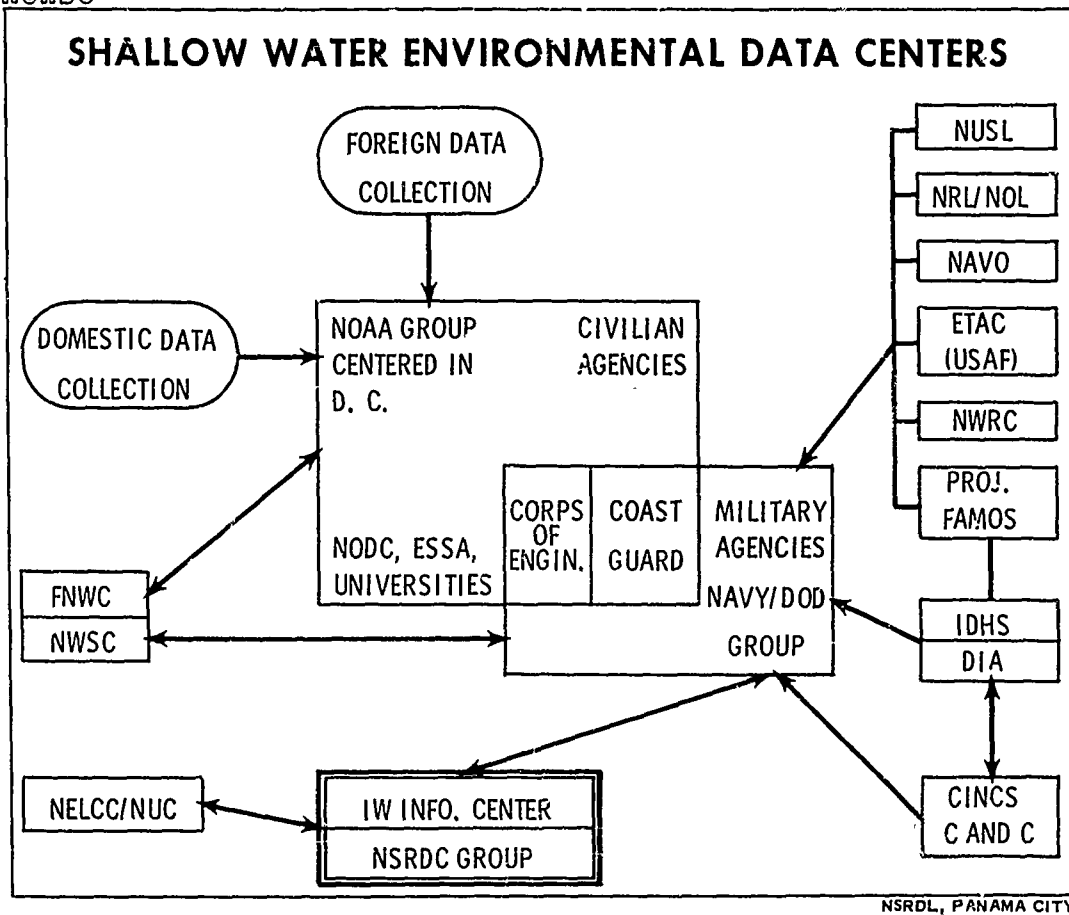 SHALLOW WATER ENVIRONMENTAL DATA CENTERS
FOREIGN DATA
COLLECTION
DOMESTIC DATA
COLLECTION
NOAA GROUP
CENTERED IN
D. C.
CIVILIAN
AGENCIES
NODC, ESSA,
UNIVERSITIES
CORPS
OF
ENGIN.
COAST
GUARD
MILITARY
AGENCIES
NAVY/DOD
GROUP
NUSL
NRL/NOL
NAVO
ETAC
(USAF)
NWRC
PROJ.
FAMOS
FNWC
NWSC
IDHS
DIA
NELCC/NUC
IW INFO. CENTER
NSRDC GROUP
CINCS
C AND C
NSRDL, PANAMA CITY